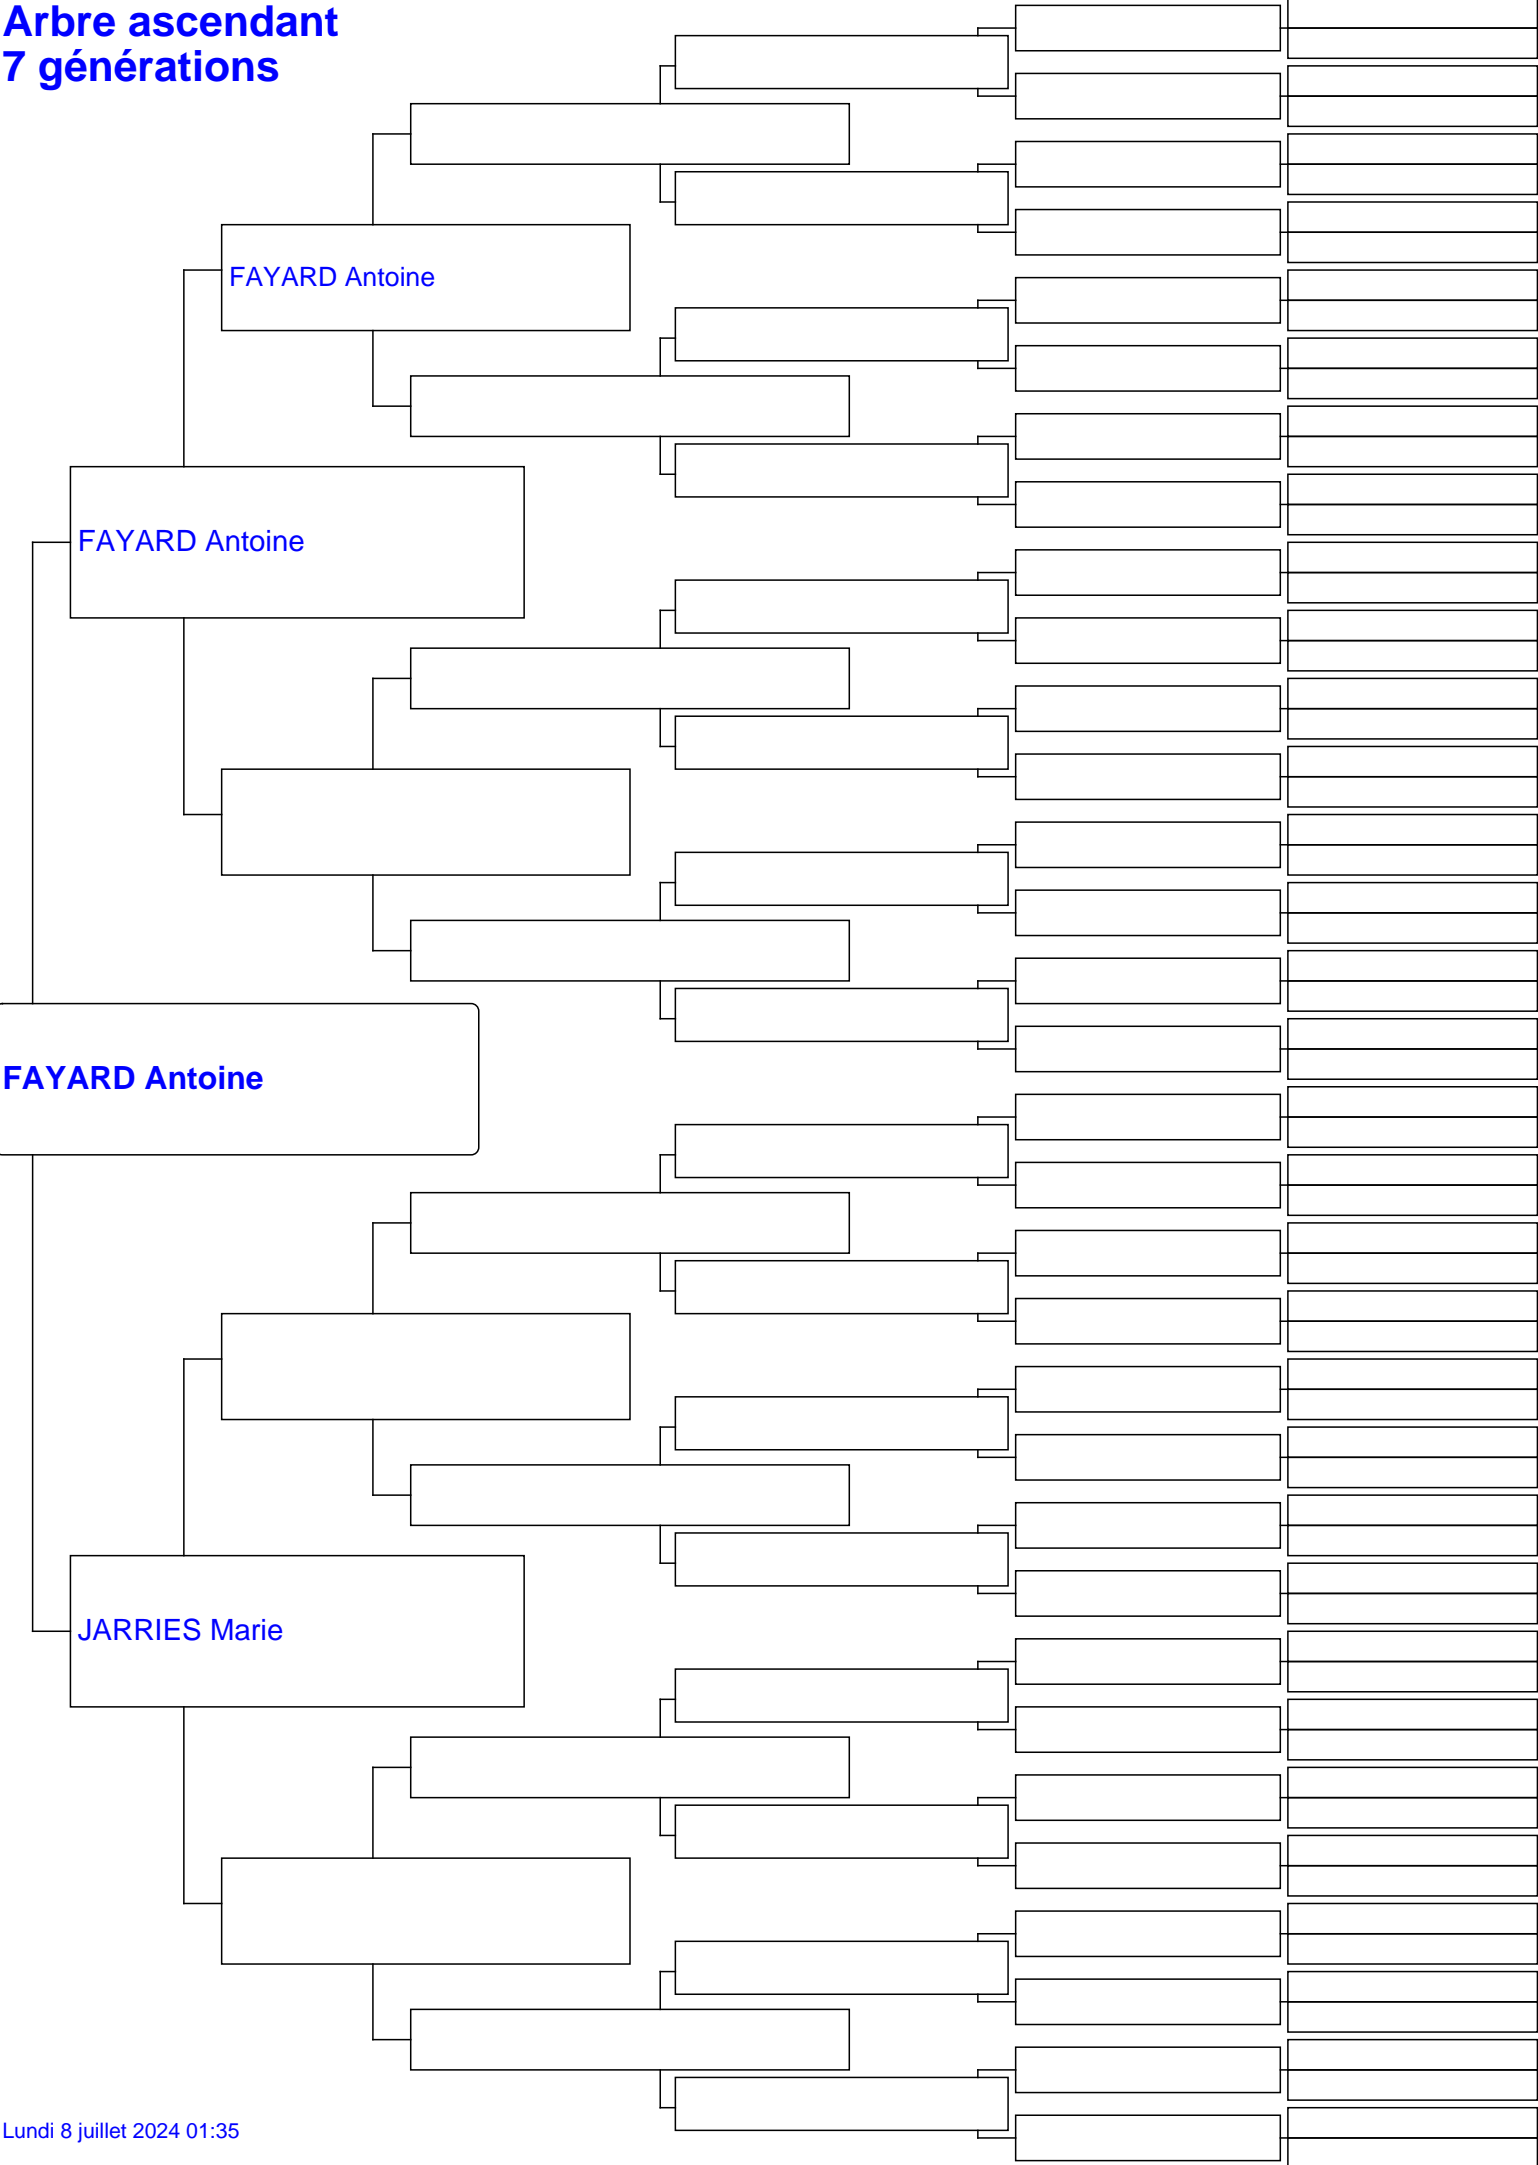 Arbre ascendant
7 générations
FAYARD Antoine
FAYARD Antoine
FAYARD Antoine
JARRIES Marie
Lundi 8 juillet 2024 01:35